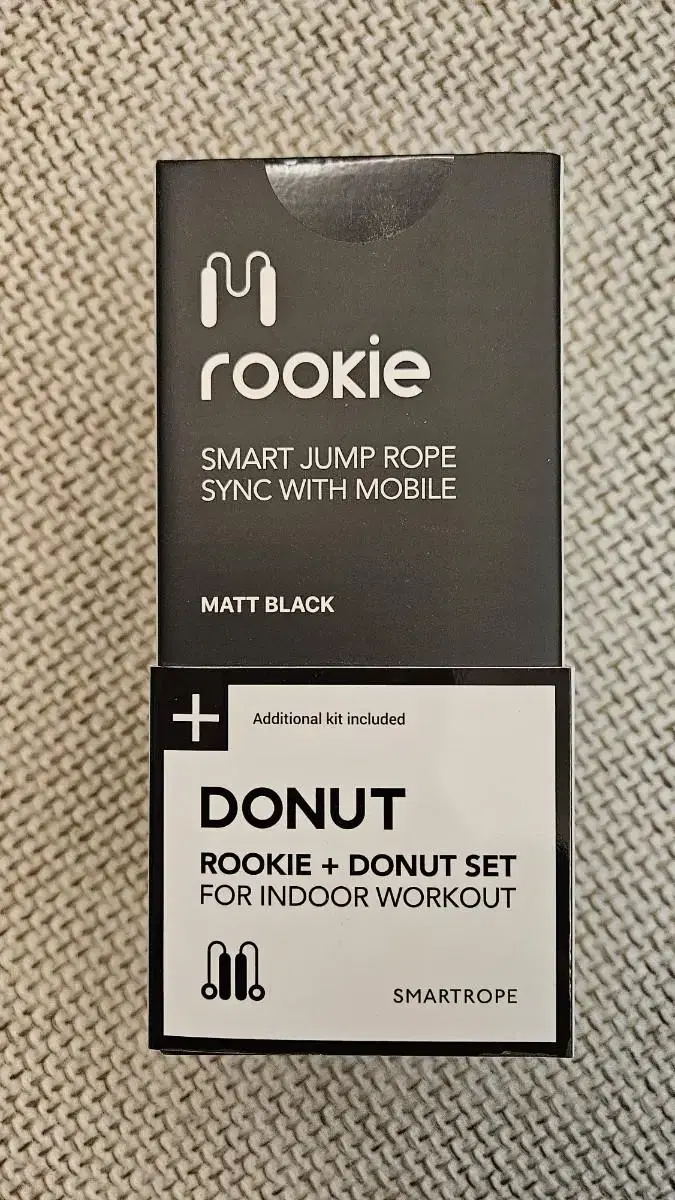 rookie
SMART JUMP ROPE
SYNC WITH MOBILE
MATT BLACK
+ Additional kit included
DONUT
ROOKIE + DONUT SET
FOR INDOOR WORKOUT
SMARTROPE